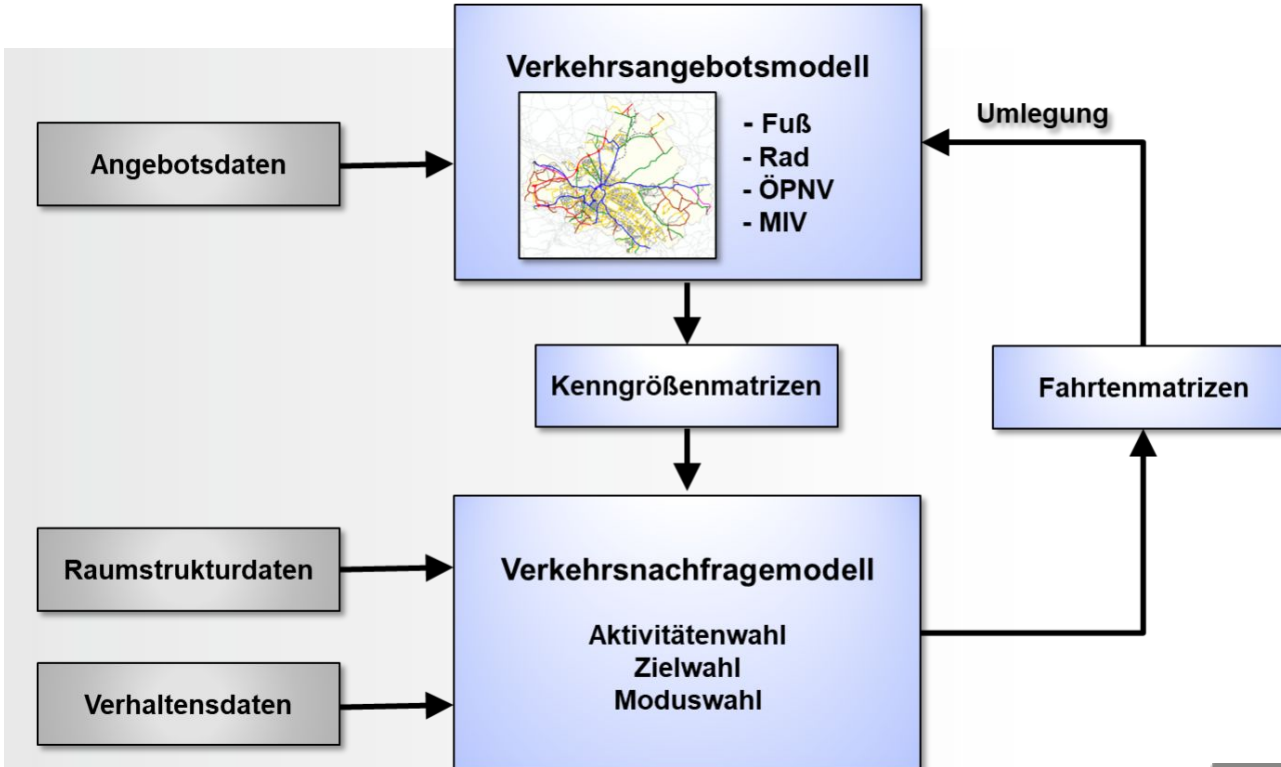 Verkehrsangebotsmodell
- Fuß
- Rad
- ÖPNV
- MIV
Umlegung
Angebotsdaten
Kenngrößenmatrizen
Fahrtenmatrizen
Raumstrukturdaten
Verkehrsnachfragemodell
Aktivitätenwahl
Zielwahl
Moduswahl
Verhaltensdaten